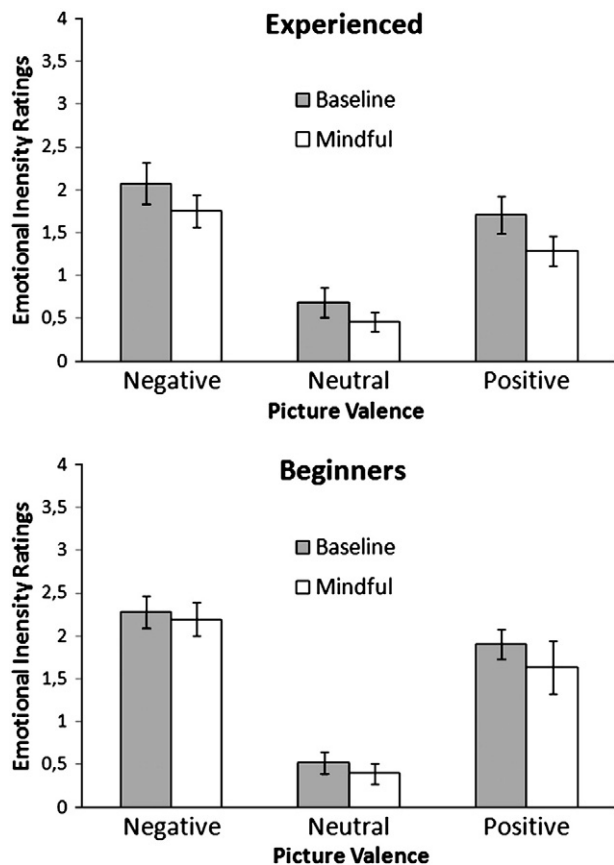 Experienced
Emotional Inensity Ratings
4
3,5
3
2,5
2
1,5
1
0,5
0
Baseline
Mindful
Negative Neutral Positive
Picture Valence
Beginners
Emotional Inensity Ratings
4
3,5
3
2,5
2
1,5
1
0,5
0
Baseline
Mindful
Negative Neutral Positive
Picture Valence